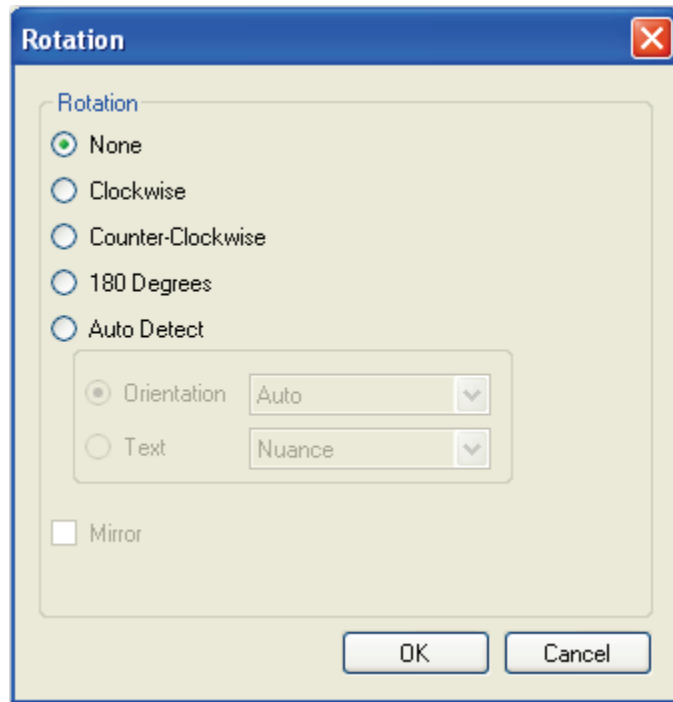 Rotation
Rotation
None
Clockwise
Counter-Clockwise
180 Degrees
Auto Detect
Orientation Auto
Text Nuance
Mirror
OK Cancel